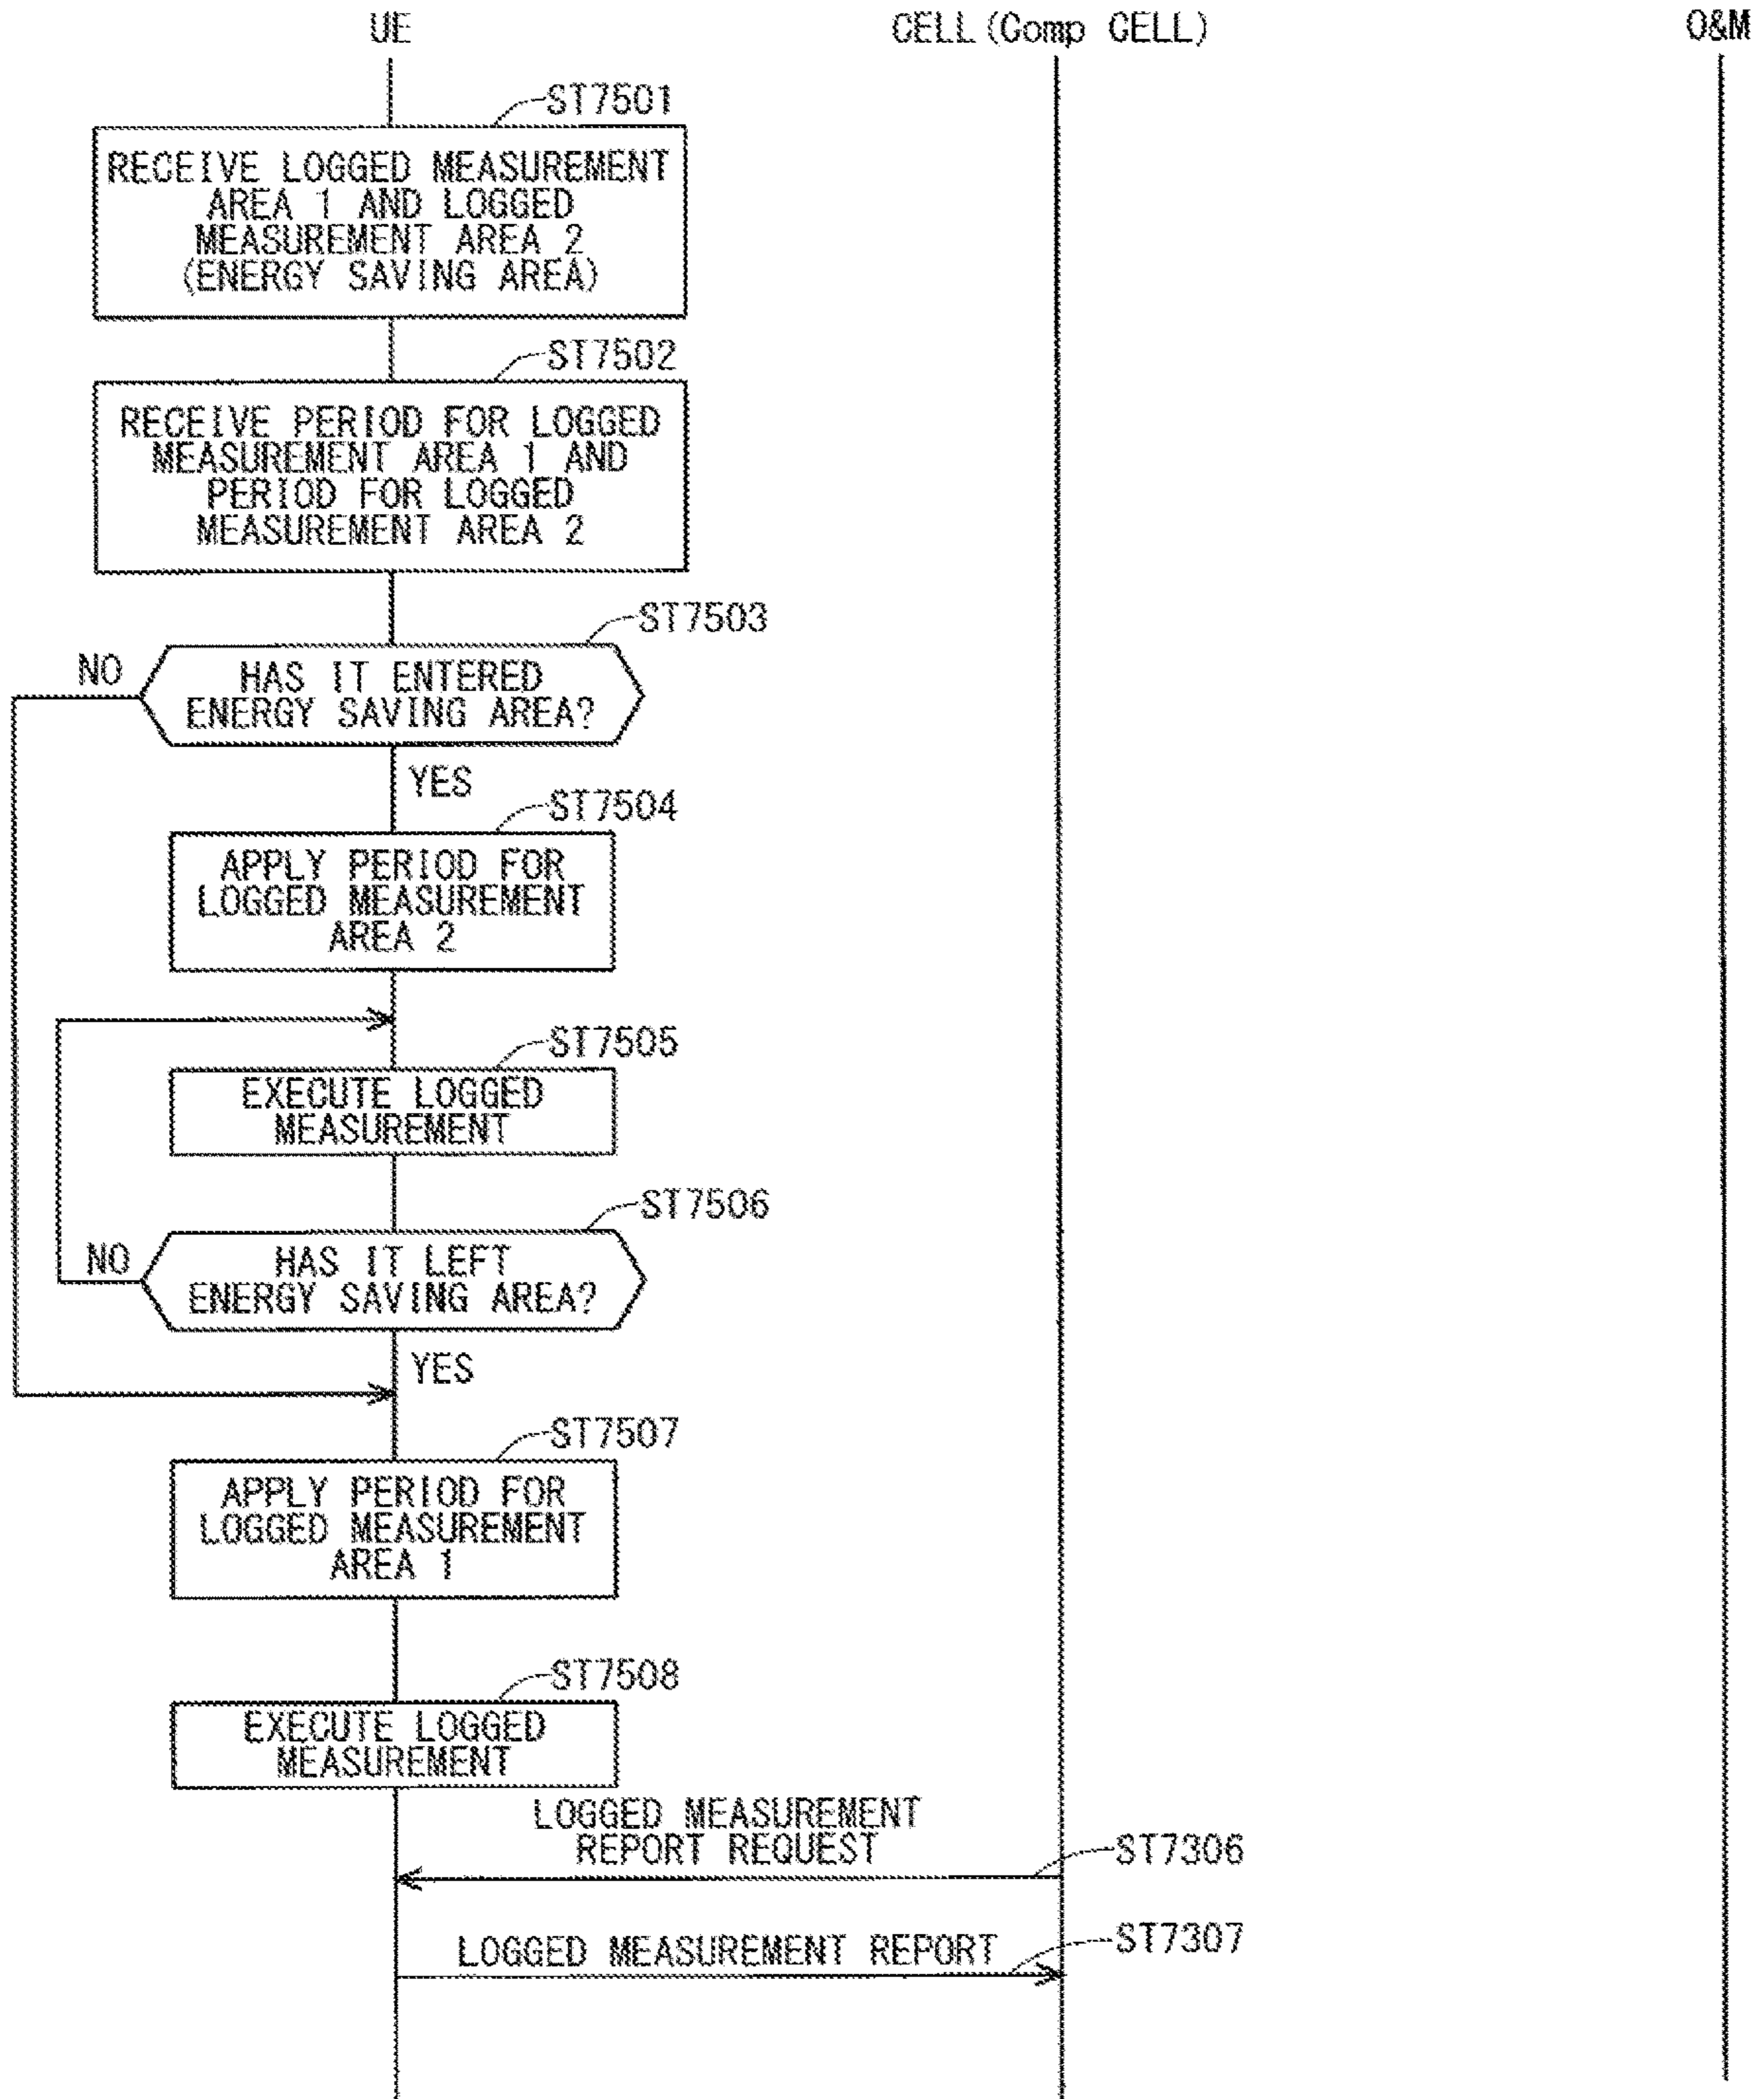 UE
CELL(Comp CELL)
O&M
ST7501
RECEIVE LOGGED MEASUREMENT
AREA 1 AND LOGGED
MEASUREMENT AREA 2
(ENERGY SAVING AREA)
ST7502
RECEIVE PERIOD FOR LOGGED
MEASUREMENT AREA 1 AND
PERIOD FOR LOGGED
MEASUREMENT AREA 2
ST7503
NO
HAS IT ENTERED
ENERGY SAVING AREA?
YES
ST7504
APPLY PERIOD FOR
LOGGED MEASUREMENT
AREA 2
ST7505
EXECUTE LOGGED
MEASUREMENT
ST7506
NO
HAS IT LEFT
ENERGY SAVING AREA?
YES
ST7507
APPLY PERIOD FOR
LOGGED MEASUREMENT
AREA 1
ST7508
EXECUTE LOGGED
MEASUREMENT
LOGGED MEASUREMENT
REPORT REQUEST
ST7306
LOGGED MEASUREMENT REPORT
ST7307